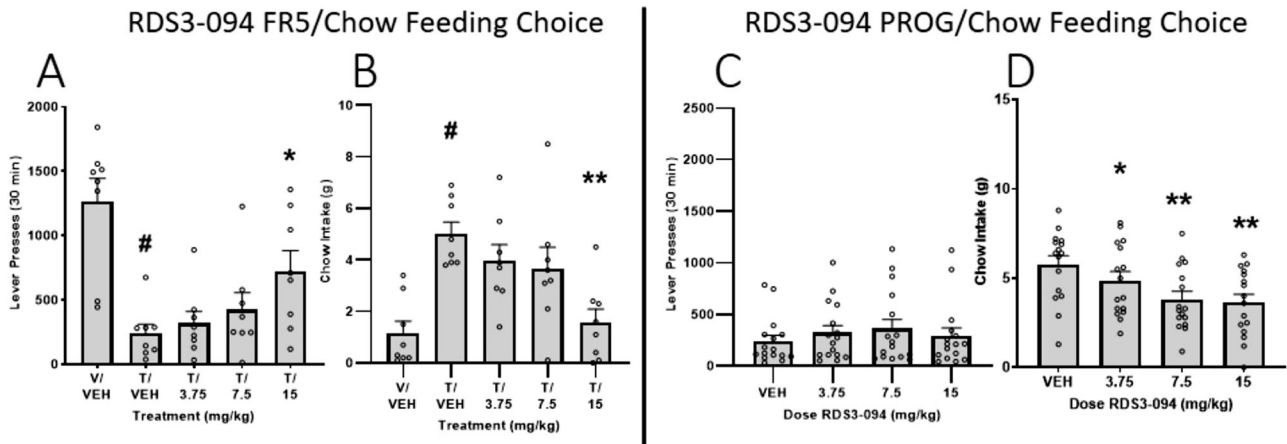 RDS3-094 FR5/Chow Feeding Choice
A
Lever Presses (30 min)
2000
1500
1000
500
0
#
*
V/ T/ T/ T/ T/
VEH VEH 3.75 7.5 15
Treatment (mg/kg)
B
Chow Intake (g)
10
8
6
4
2
0
#
**
V/ T/ T/ T/ T/
VEH VEH 3.75 7.5 15
Treatment (mg/kg)
RDS3-094 PROG/Chow Feeding Choice
C
Lever Presses (30 min)
2500
2000
1500
1000
500
0
VEH 3.75 7.5 15
Dose RDS3-094 (mg/kg)
D
Chow Intake (g)
15
10
5
0
*
**
**
VEH 3.75 7.5 15
Dose RDS3-094 (mg/kg)